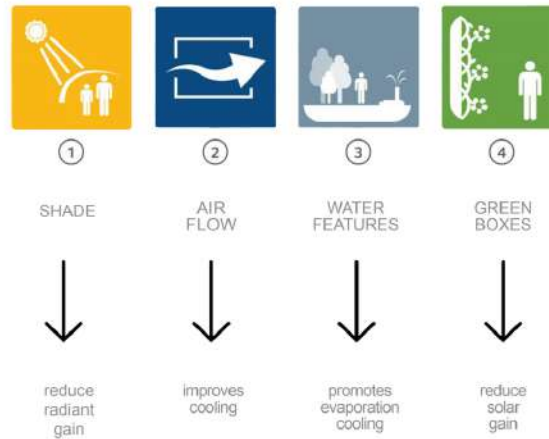 1
2
3
4
SHADE
AIR
FLOW
WATER
FEATURES
GREEN
BOXES
reduce
radiant
gain
improves
cooling
promotes
evaporation
cooling
reduce
solar
gain